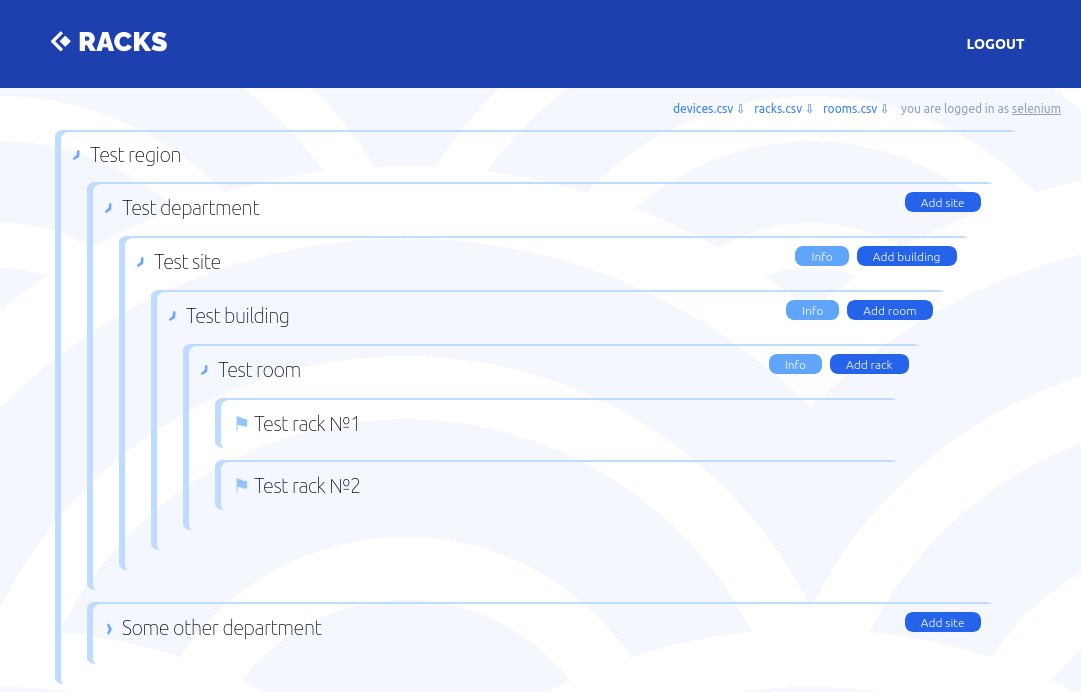 RACKS
LOGOUT
devices.csv ⇩ racks.csv ⇩ rooms.csv ⇩ you are logged in as selenium
Test region
Test department Add site
Test site Info Add building
Test building Info Add room
Test room Info Add rack
Test rack №1
Test rack №2
Some other department Add site